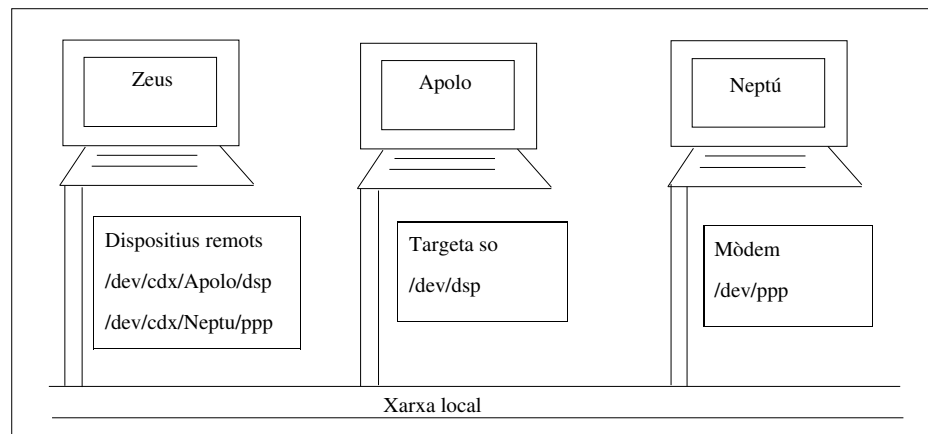 Zeus
Apolo
Neptú
Dispositius remots
/dev/cdx/Apolo/dsp
/dev/cdx/Neptu/ppp
Targeta so
/dev/dsp
Mòdem
/dev/ppp
Xarxa local